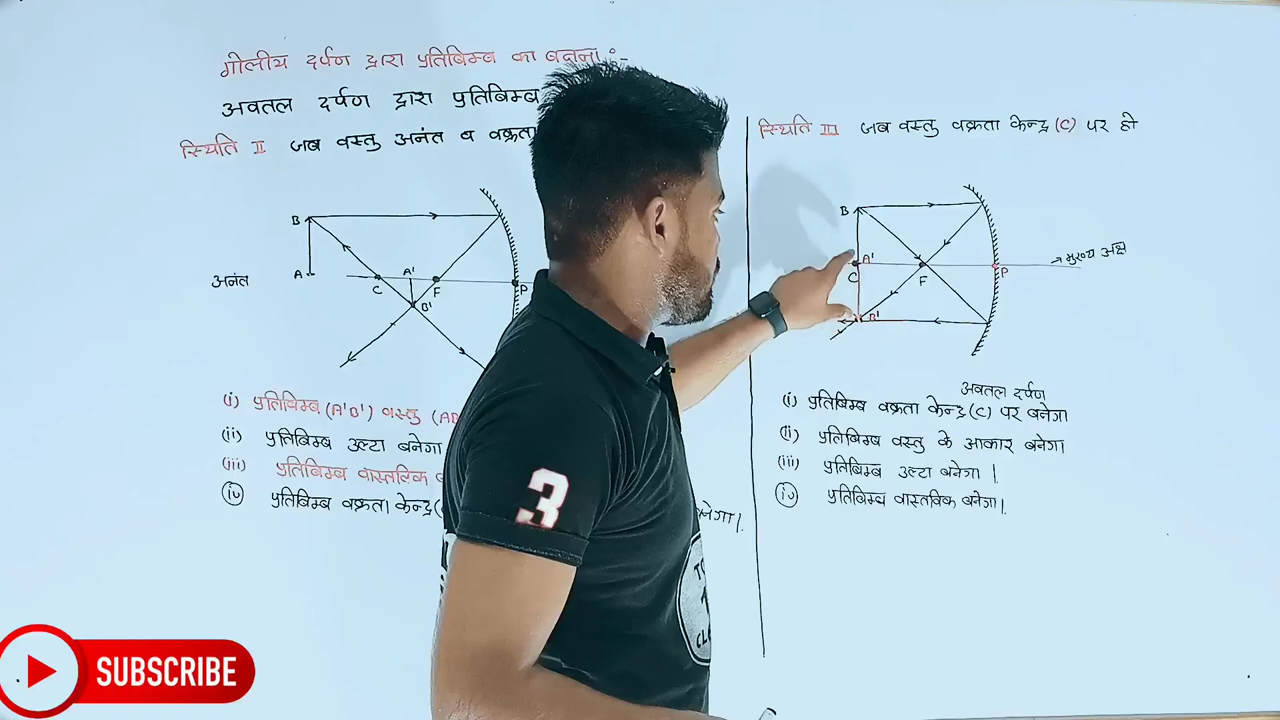 गोलीय दर्पण द्वारा प्रतिबिम्ब का बनना :-
अवतल दर्पण द्वारा प्रतिबिम्ब
स्थिति II जब वस्तु अनंत व वक्रता
B
A
अनंत
C
A'
F
B'
P
(i) प्रतिबिम्ब (A'B') वस्तु (AB
(ii) प्रतिबिम्ब उल्टा बनेगा
(iii) प्रतिबिम्ब वास्तविक
(iv) प्रतिबिम्ब वक्रता केन्द्र(
स्थिति III जब वस्तु वक्रता केन्द्र (C) पर हो
B
A'
C
F
P
→ मुख्य अक्ष
B'
अवतल दर्पण
(i) प्रतिबिम्ब वक्रता केन्द्र (C) पर बनेगा
(ii) प्रतिबिम्ब वस्तु के आकार बनेगा
(iii) प्रतिबिम्ब उल्टा बनेगा |
(iv) प्रतिबिम्ब वास्तविक बनेगा |
3
SUBSCRIBE